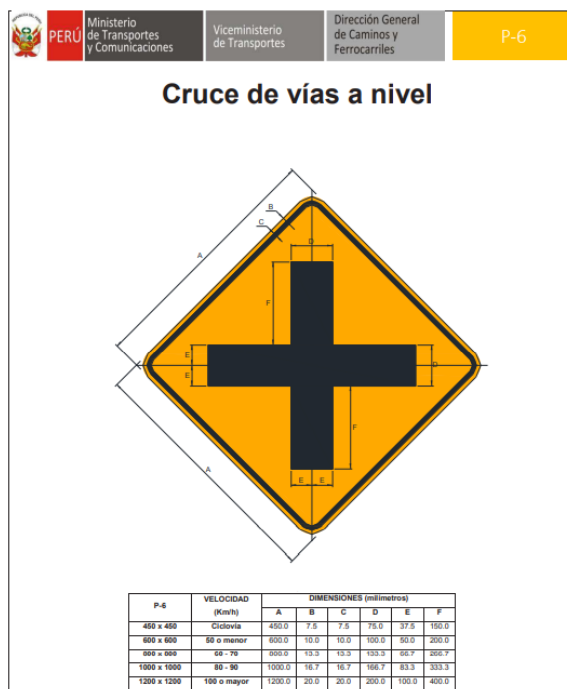 PERÚ
Ministerio
de Transportes
y Comunicaciones
Viceministerio
de Transportes
Dirección General
de Caminos y
Ferrocarriles
P-6
Cruce de vías a nivel
B
C
D
A
F
E
E
D
F
A
E E
P-6 VELOCIDAD (Km/h) DIMENSIONES (milímetros)
A B C D E F
450 x 450 Ciclovia 450.0 7.5 7.5 75.0 37.5 150.0
600 x 600 50 o menor 600.0 10.0 10.0 100.0 50.0 200.0
800 x 800 60 - 70 800.0 13.3 13.3 133.3 66.7 266.7
1000 x 1000 80 - 90 1000.0 16.7 16.7 166.7 83.3 333.3
1200 x 1200 100 o mayor 1200.0 20.0 20.0 200.0 100.0 400.0